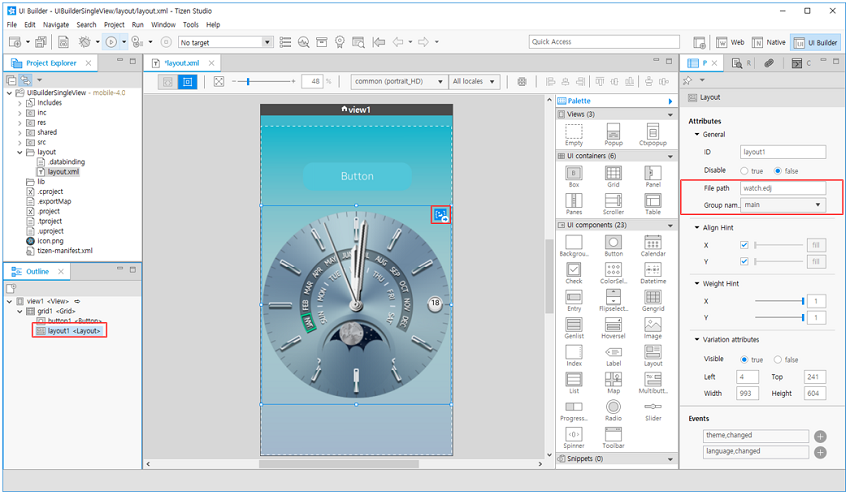 UI Builder - UIBuilderSingleView/layout/layout.xml - Tizen Studio
File Edit Navigate Search Project Run Window Tools Help
No target
Quick Access
Web
Native
UI Builder
Project Explorer
UIBuilderSingleView - mobile-4.0
Includes
inc
res
shared
src
layout
.databinding
layout.xml
lib
.cproject
.exportMap
.project
.tproject
.uproject
icon.png
tizen-manifest.xml
Outline
view1 <View>
grid1 <Grid>
button1 <Button>
layout1 <Layout>
*layout.xml
48 %
common (portrait_HD)
All locales
view1
Button
JAN FEB MAR APR MAY JUN JUL AUG SEP OCT NOV DEC
SUN MON TUE THU FRI SAT
18
Palette
Views (3)
Empty Popup Ctxpopup
UI containers (6)
Box Grid Panel
Panes Scroller Table
UI components (23)
Backgrou... Button Calendar
Check ColorSel... Datetime
Entry Flipselect... Gengrid
Genlist Hoversel Image
Index Label Layout
List Map Multibutt...
Progress... Radio Slider
Spinner Toolbar
Snippets (0)
P
R
C
Layout
Attributes
General
ID layout1
Disable true false
File path watch.edj
Group nam... main
Align Hint
X fill
Y fill
Weight Hint
X 1
Y 1
Variation attributes
Visible true false
Left 4 Top 241
Width 993 Height 604
Events
theme,changed
language,changed